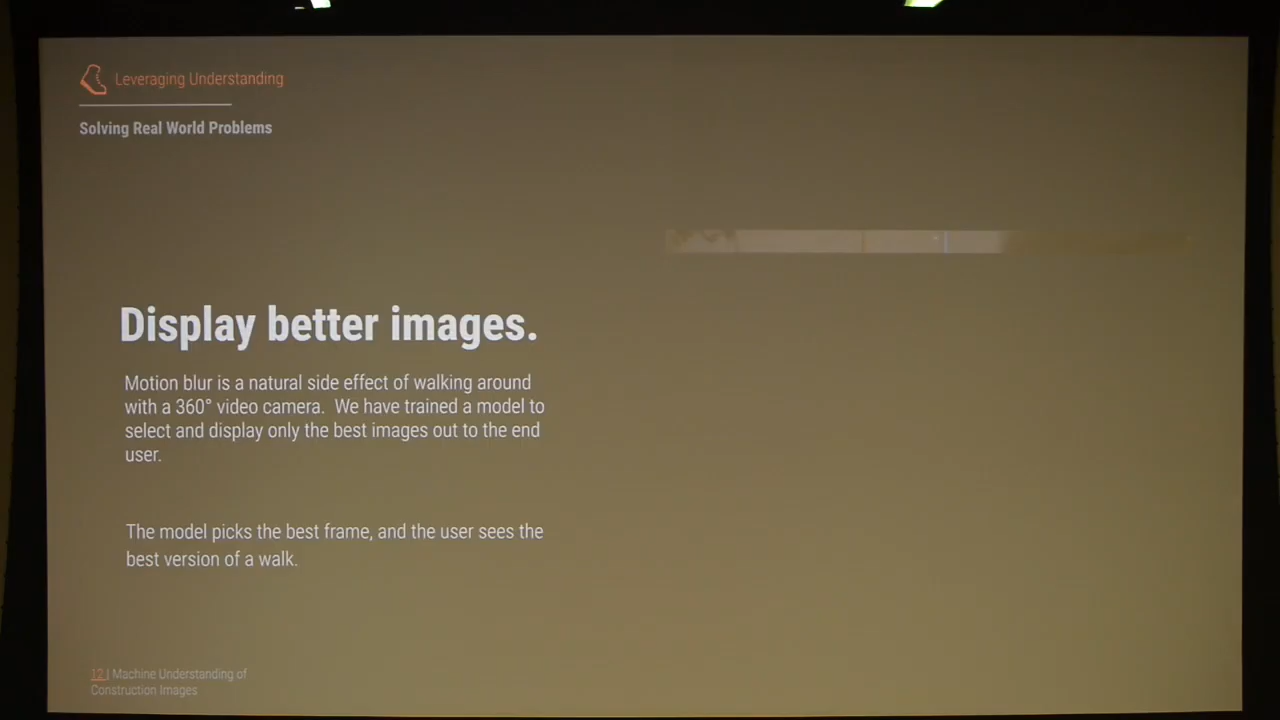 Leveraging Understanding
Solving Real World Problems
Display better images.
Motion blur is a natural side effect of walking around
with a 360° video camera.  We have trained a model to
select and display only the best images out to the end
user.
The model picks the best frame, and the user sees the
best version of a walk.
12 | Machine Understanding of
Construction Images